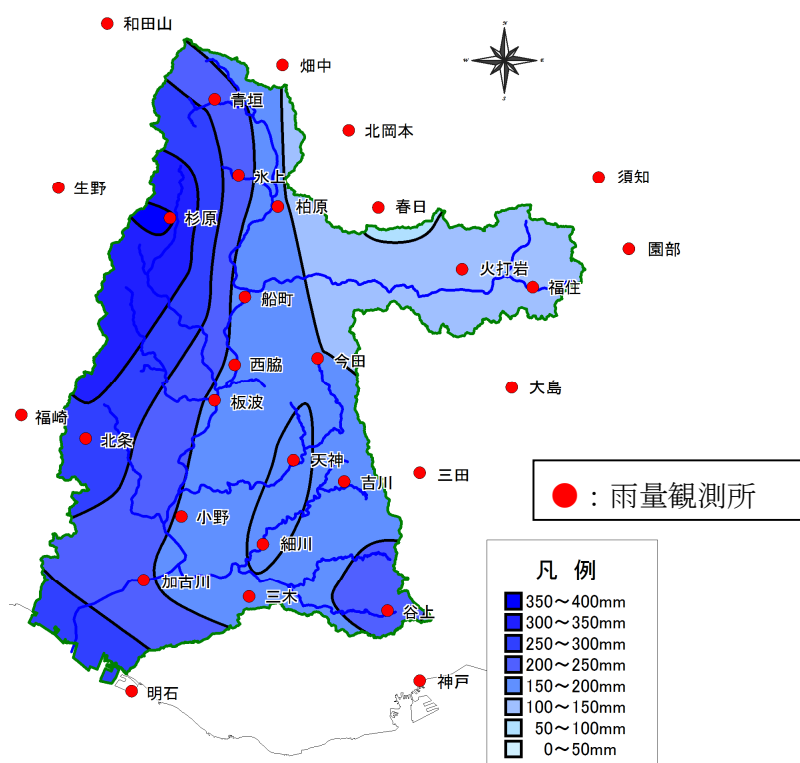 和田山
N
畑中
W
E
S
青垣
北岡本
氷上
須知
生野
柏原
春日
杉原
園部
火打岩
福住
船町
今田
西脇
大島
板波
福崎
北条
天神
三田
吉川
：雨量観測所
小野
細川
凡 例
加古川
三木
350～400mm
谷上
300～350mm
250～300mm
200～250mm
神戸
150～200mm
明石
100～150mm
50～100mm
0～50mm